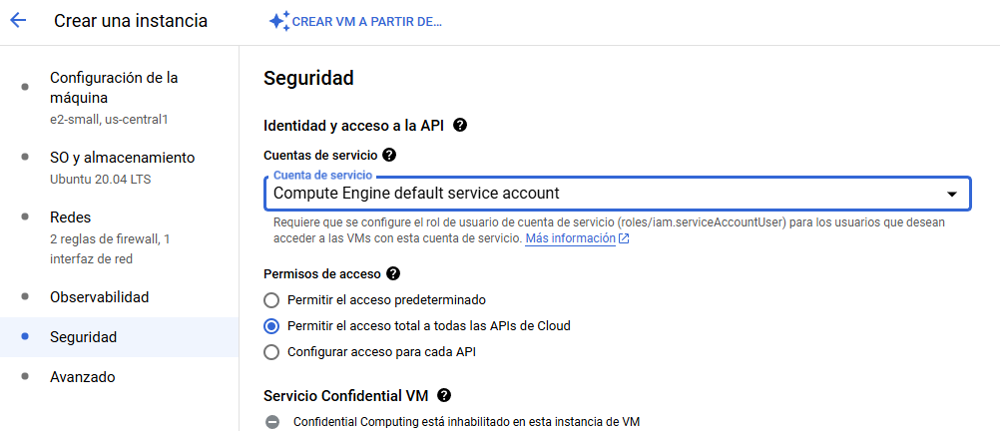 Crear una instancia
CREAR VM A PARTIR DE…
Configuración de la
máquina
e2-small, us-central1
SO y almacenamiento
Ubuntu 20.04 LTS
Redes
2 reglas de firewall, 1
interfaz de red
Observabilidad
Seguridad
Avanzado
Seguridad
Identidad y acceso a la API
Cuentas de servicio
Cuenta de servicio
Compute Engine default service account
Requiere que se configure el rol de usuario de cuenta de servicio (roles/iam.serviceAccountUser) para los usuarios que desean
acceder a las VMs con esta cuenta de servicio. Más información
Permisos de acceso
Permitir el acceso predeterminado
Permitir el acceso total a todas las APIs de Cloud
Configurar acceso para cada API
Servicio Confidential VM
Confidential Computing está inhabilitado en esta instancia de VM